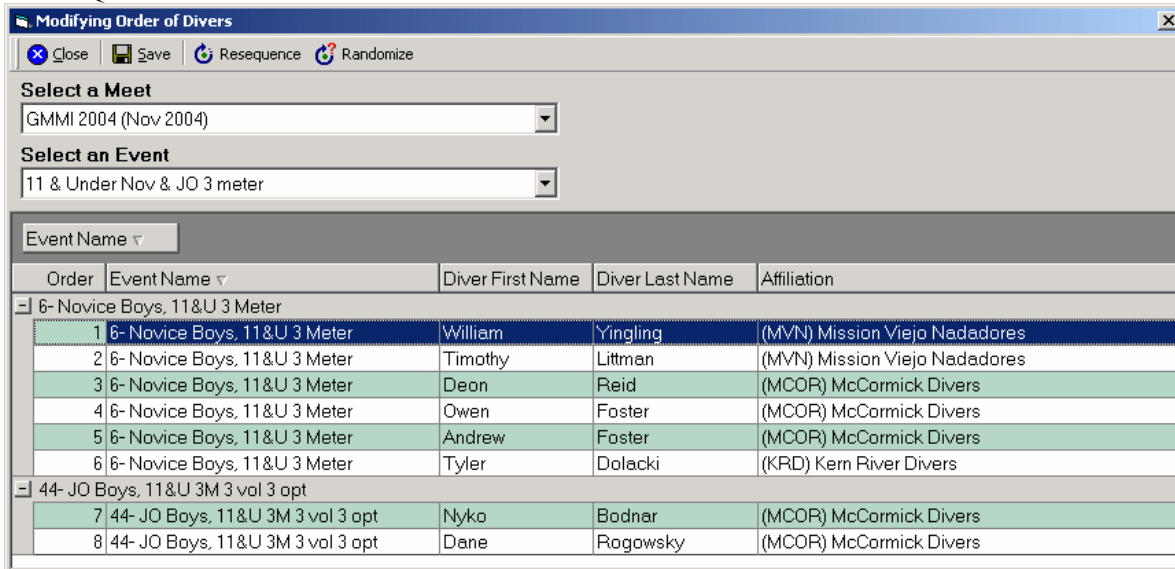 Modifying Order of Divers
Close Save Resequence Randomize
Select a Meet
GMMI 2004 (Nov 2004)
Select an Event
11 & Under Nov & JO 3 meter
Event Name
Order Event Name Diver First Name Diver Last Name Affiliation
6- Novice Boys, 11&U 3 Meter
1 6- Novice Boys, 11&U 3 Meter William Yingling (MVN) Mission Viejo Nadadores
2 6- Novice Boys, 11&U 3 Meter Timothy Littman (MVN) Mission Viejo Nadadores
3 6- Novice Boys, 11&U 3 Meter Deon Reid (MCOR) McCormick Divers
4 6- Novice Boys, 11&U 3 Meter Owen Foster (MCOR) McCormick Divers
5 6- Novice Boys, 11&U 3 Meter Andrew Foster (MCOR) McCormick Divers
6 6- Novice Boys, 11&U 3 Meter Tyler Dolacki (KRD) Kern River Divers
44- JO Boys, 11&U 3M 3 vol 3 opt
7 44- JO Boys, 11&U 3M 3 vol 3 opt Nyko Bodnar (MCOR) McCormick Divers
8 44- JO Boys, 11&U 3M 3 vol 3 opt Dane Rogowsky (MCOR) McCormick Divers